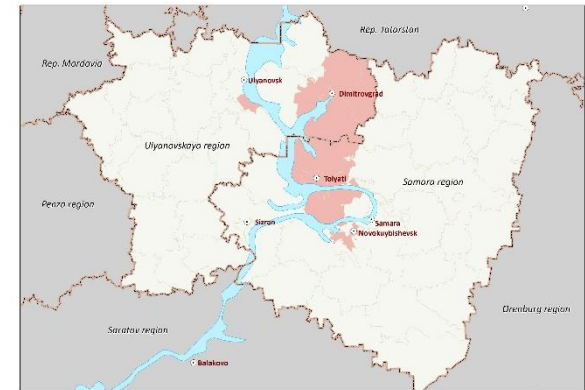 Rep. Tatarstan
Rep. Mordovia
Ulyanovsk
Dimitrovgrad
Ulyanovskaya region
Tolyati
Samara region
Penza region
Sizran
Samara
Novokuybishevsk
Orenburg region
Saratov region
Balakovo